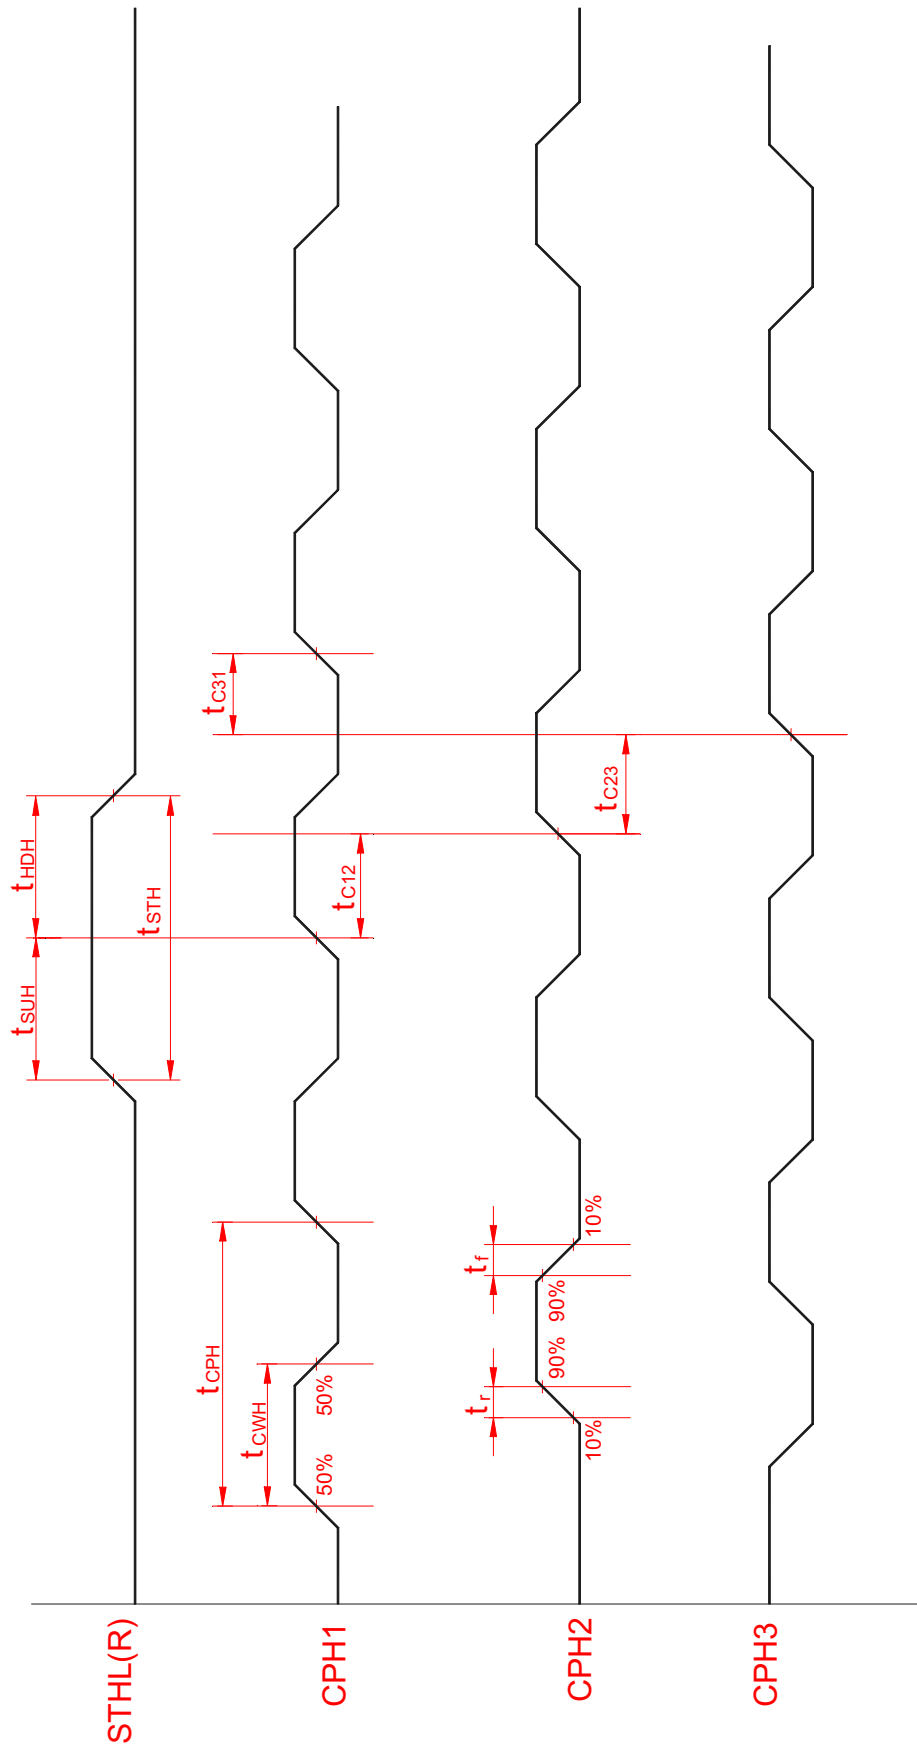 STHL(R)
tSUH
tHDH
tSTH
CPH1
tCPH
tCWH
50%
50%
tC12
tC31
CPH2
tr
tf
10%
90%
90%
10%
tC23
CPH3